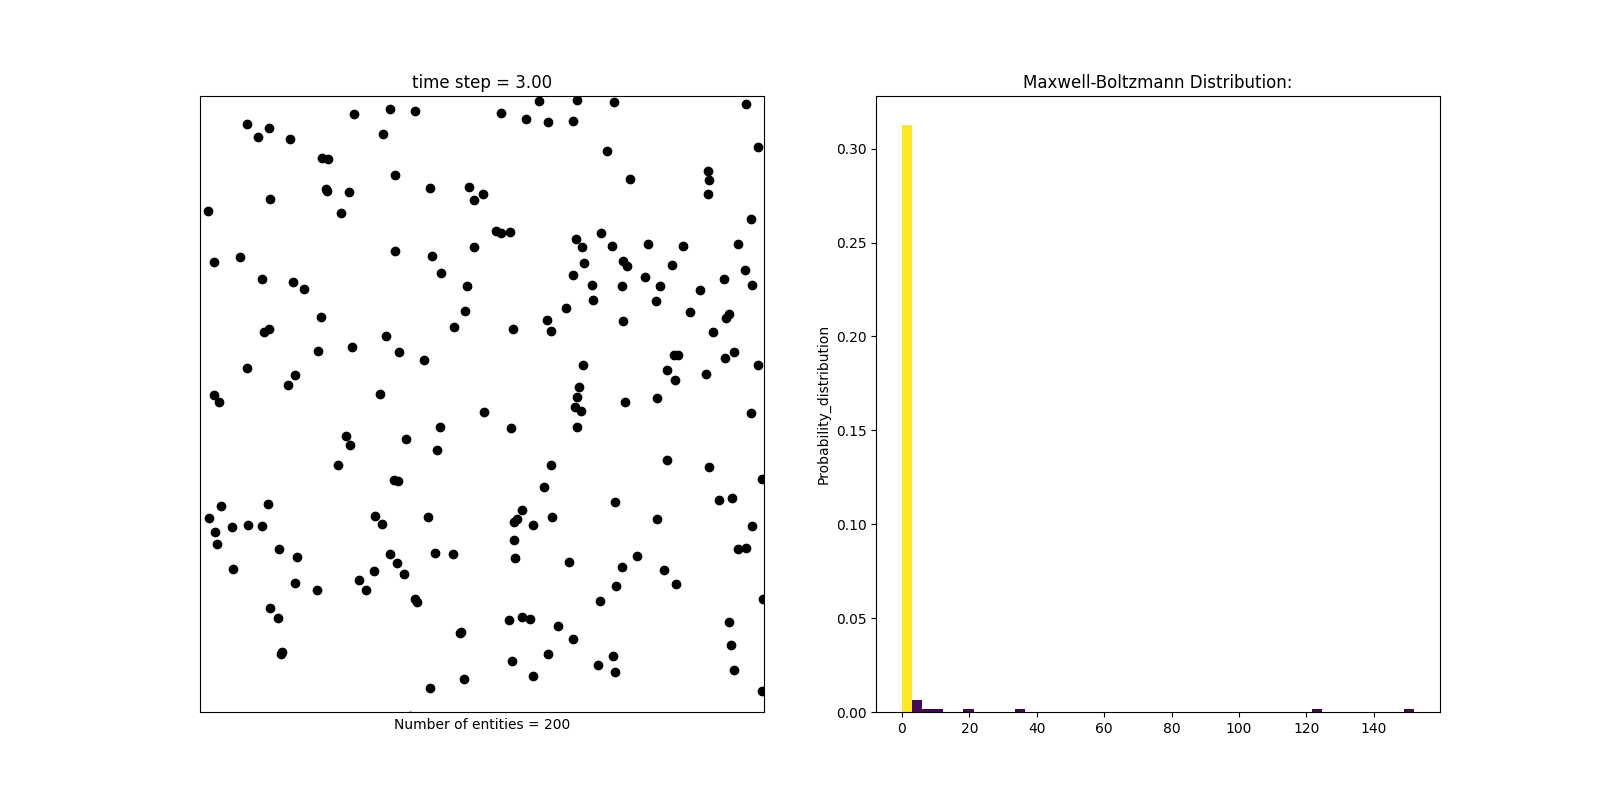 time step = 3.00
Number of entities = 200
Maxwell-Boltzmann Distribution:
Probability_distribution
0.30
0.25
0.20
0.15
0.10
0.05
0.00
0 20 40 60 80 100 120 140